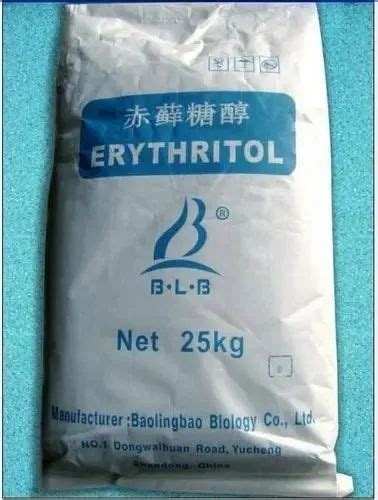 赤藓糖醇
ERYTHRITOL
®
B·L·B
Net 25kg
Manufacturer:Baolingbao Biology Co., Ltd.
NO.1 Dongwaihuan Road, Yucheng
Shandong, China